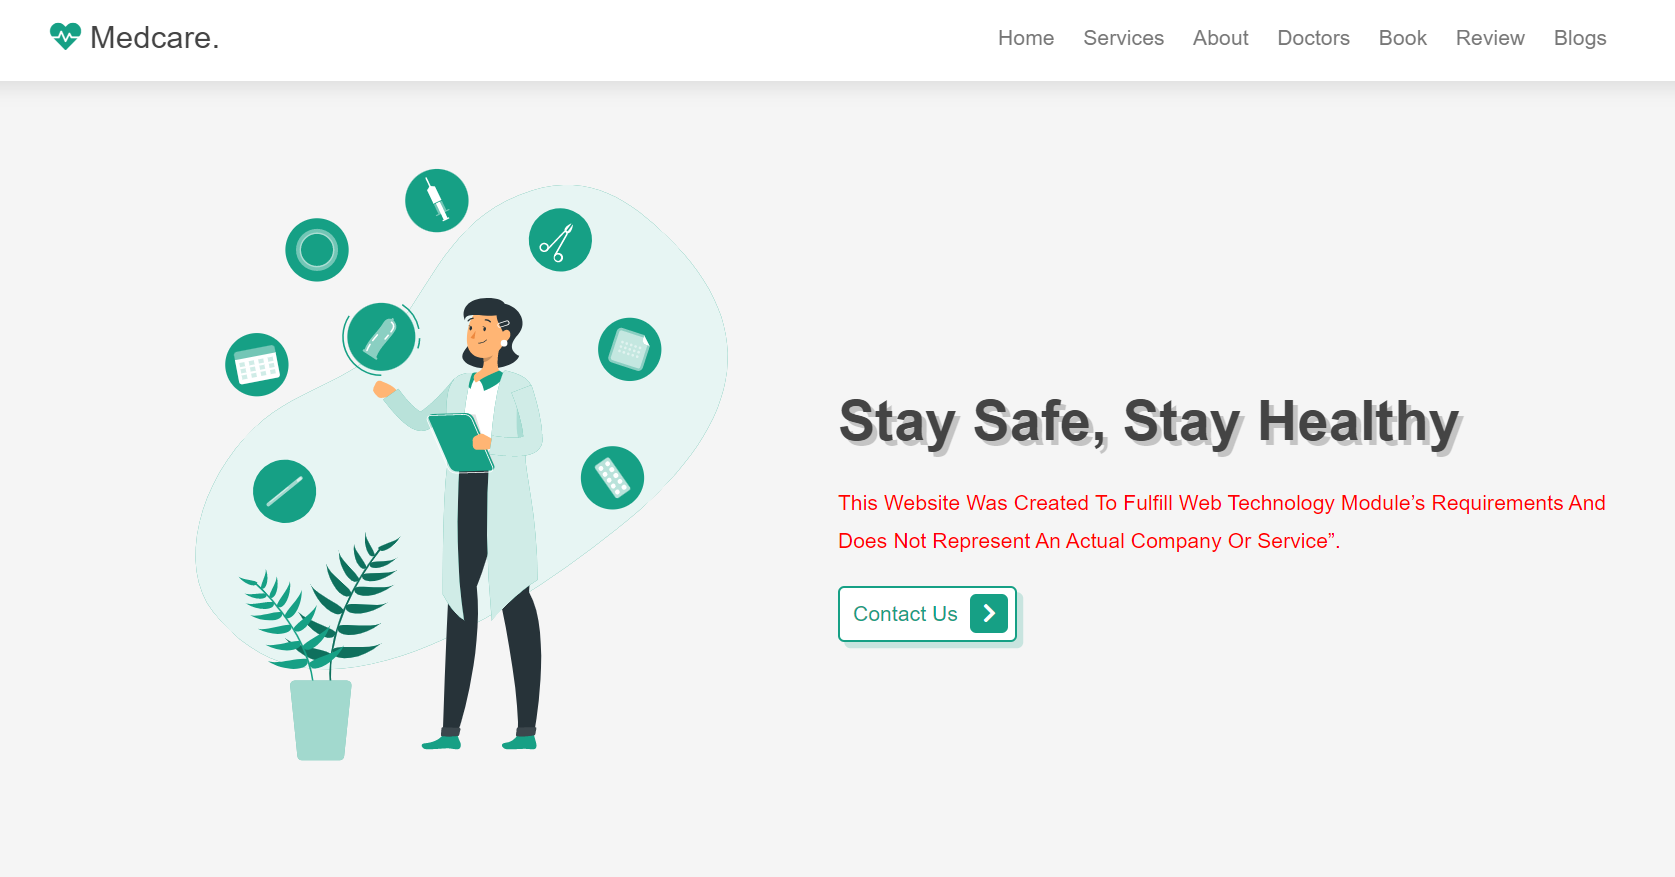 Medcare.
Home Services About Doctors Book Review Blogs
Stay Safe, Stay Healthy
This Website Was Created To Fulfill Web Technology Module’s Requirements And
Does Not Represent An Actual Company Or Service”.
Contact Us